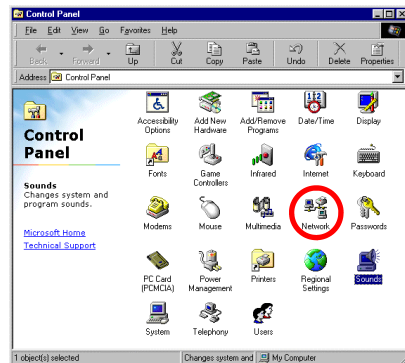 Control Panel
File Edit View Go Favorites Help
Back Forward Up Cut Copy Paste Undo Delete Properties
Address Control Panel
Control
Panel
Sounds
Changes system and
program sounds.
Microsoft Home
Technical Support
Accessibility
Options
Add New
Hardware
Add/Remove
Programs
Date/Time
Display
Fonts
Game
Controllers
Infrared
Internet
Keyboard
Modems
Mouse
Multimedia
Network
Passwords
PC Card
(PCMCIA)
Power
Management
Printers
Regional
Settings
Sounds
System
Telephony
Users
1 object(s) selected
Changes system and
My Computer